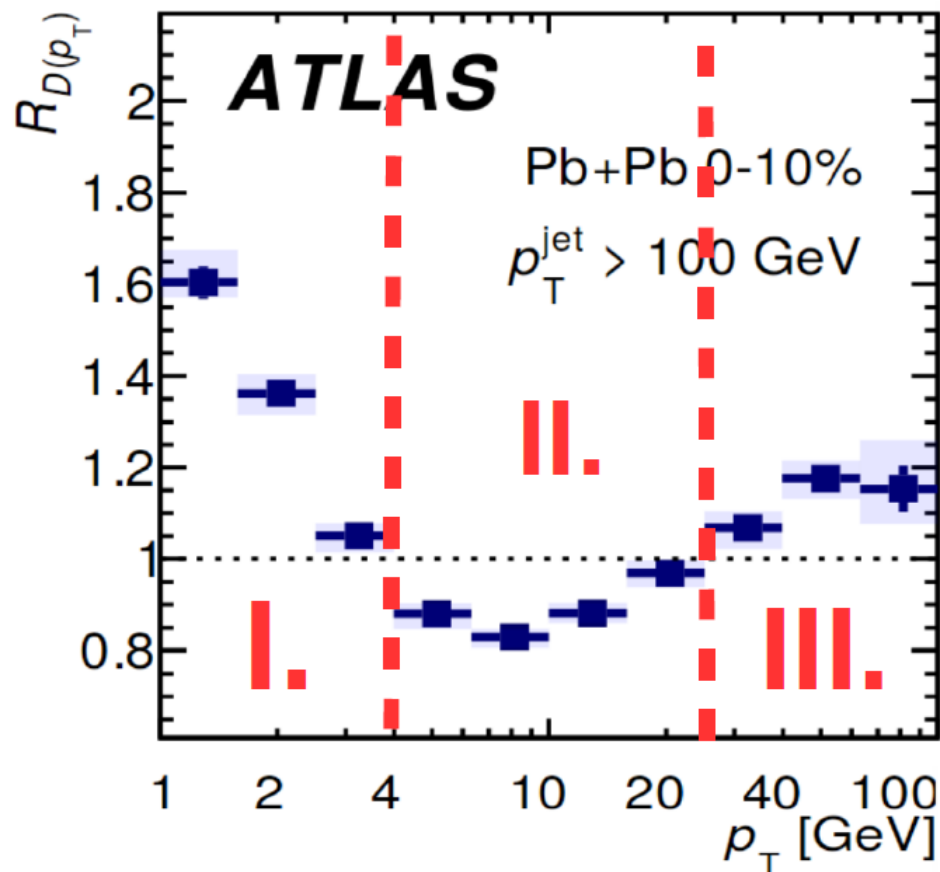 R_D(p_T)
ATLAS
Pb+Pb 0-10%
p_T^jet > 100 GeV
2
1.8
1.6
1.4
1.2
1
0.8
I.
II.
III.
1 2 4 10 20 40 100
p_T [GeV]